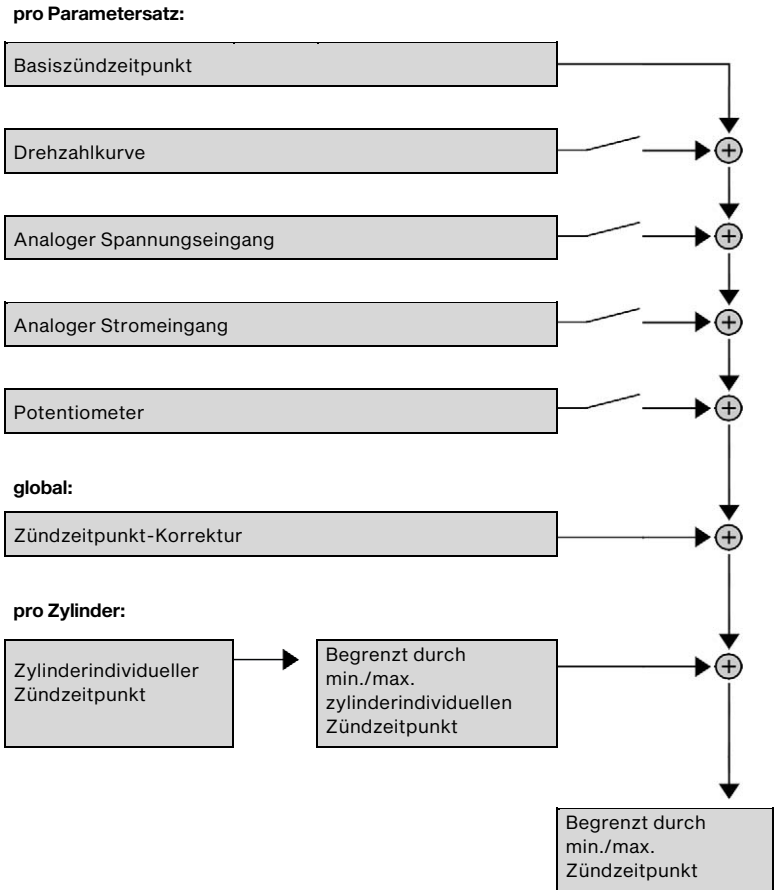 pro Parametersatz:
Basiszündzeitpunkt
Drehzahlkurve
Analoger Spannungseingang
Analoger Stromeingang
Potentiometer
global:
Zündzeitpunkt-Korrektur
pro Zylinder:
Zylinderindividueller
Zündzeitpunkt
Begrenzt durch
min./max.
zylinderindividuellen
Zündzeitpunkt
Begrenzt durch
min./max.
Zündzeitpunkt